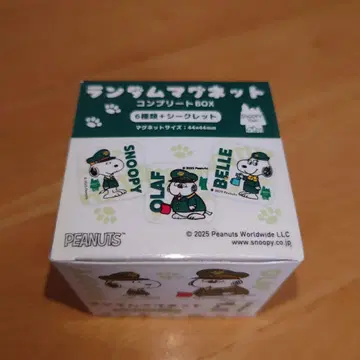 ランダムマグネット
コンプリートBOX
6種類+シークレット
マグネットサイズ:44×44mm
SNOOPY
OLAF
BELLE
PEANUTS
© 2025 Peanuts Worldwide LLC
www.snoopy.co.jp